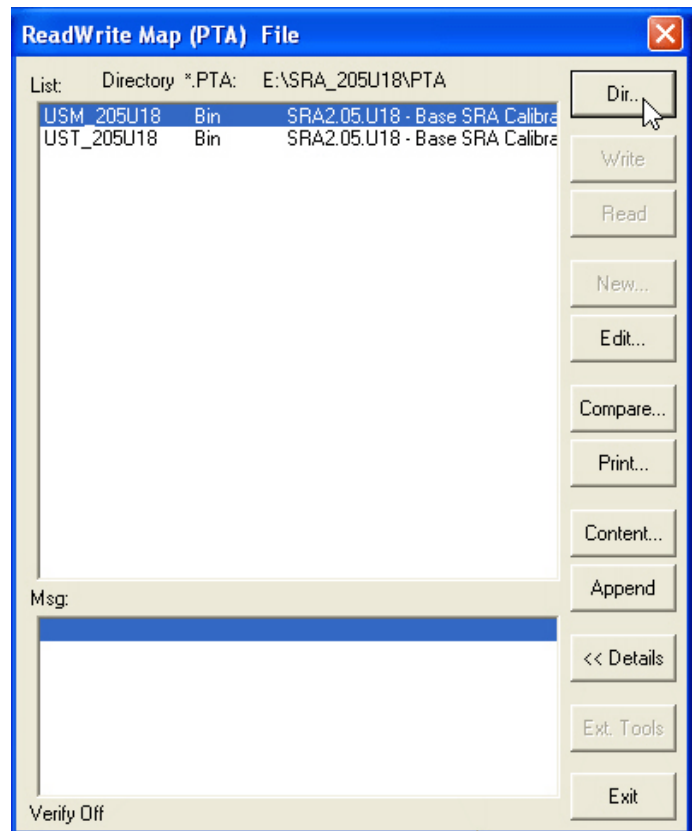 ReadWrite Map (PTA) File
List: Directory *.PTA: E:\SRA_205U18\PTA
USM_205U18 Bin SRA2.05.U18 - Base SRA Calibra
UST_205U18 Bin SRA2.05.U18 - Base SRA Calibra
Dir...
Write
Read
New...
Edit...
Compare...
Print...
Content...
Append
Msg:
<< Details
Ext. Tools
Exit
Verify Off